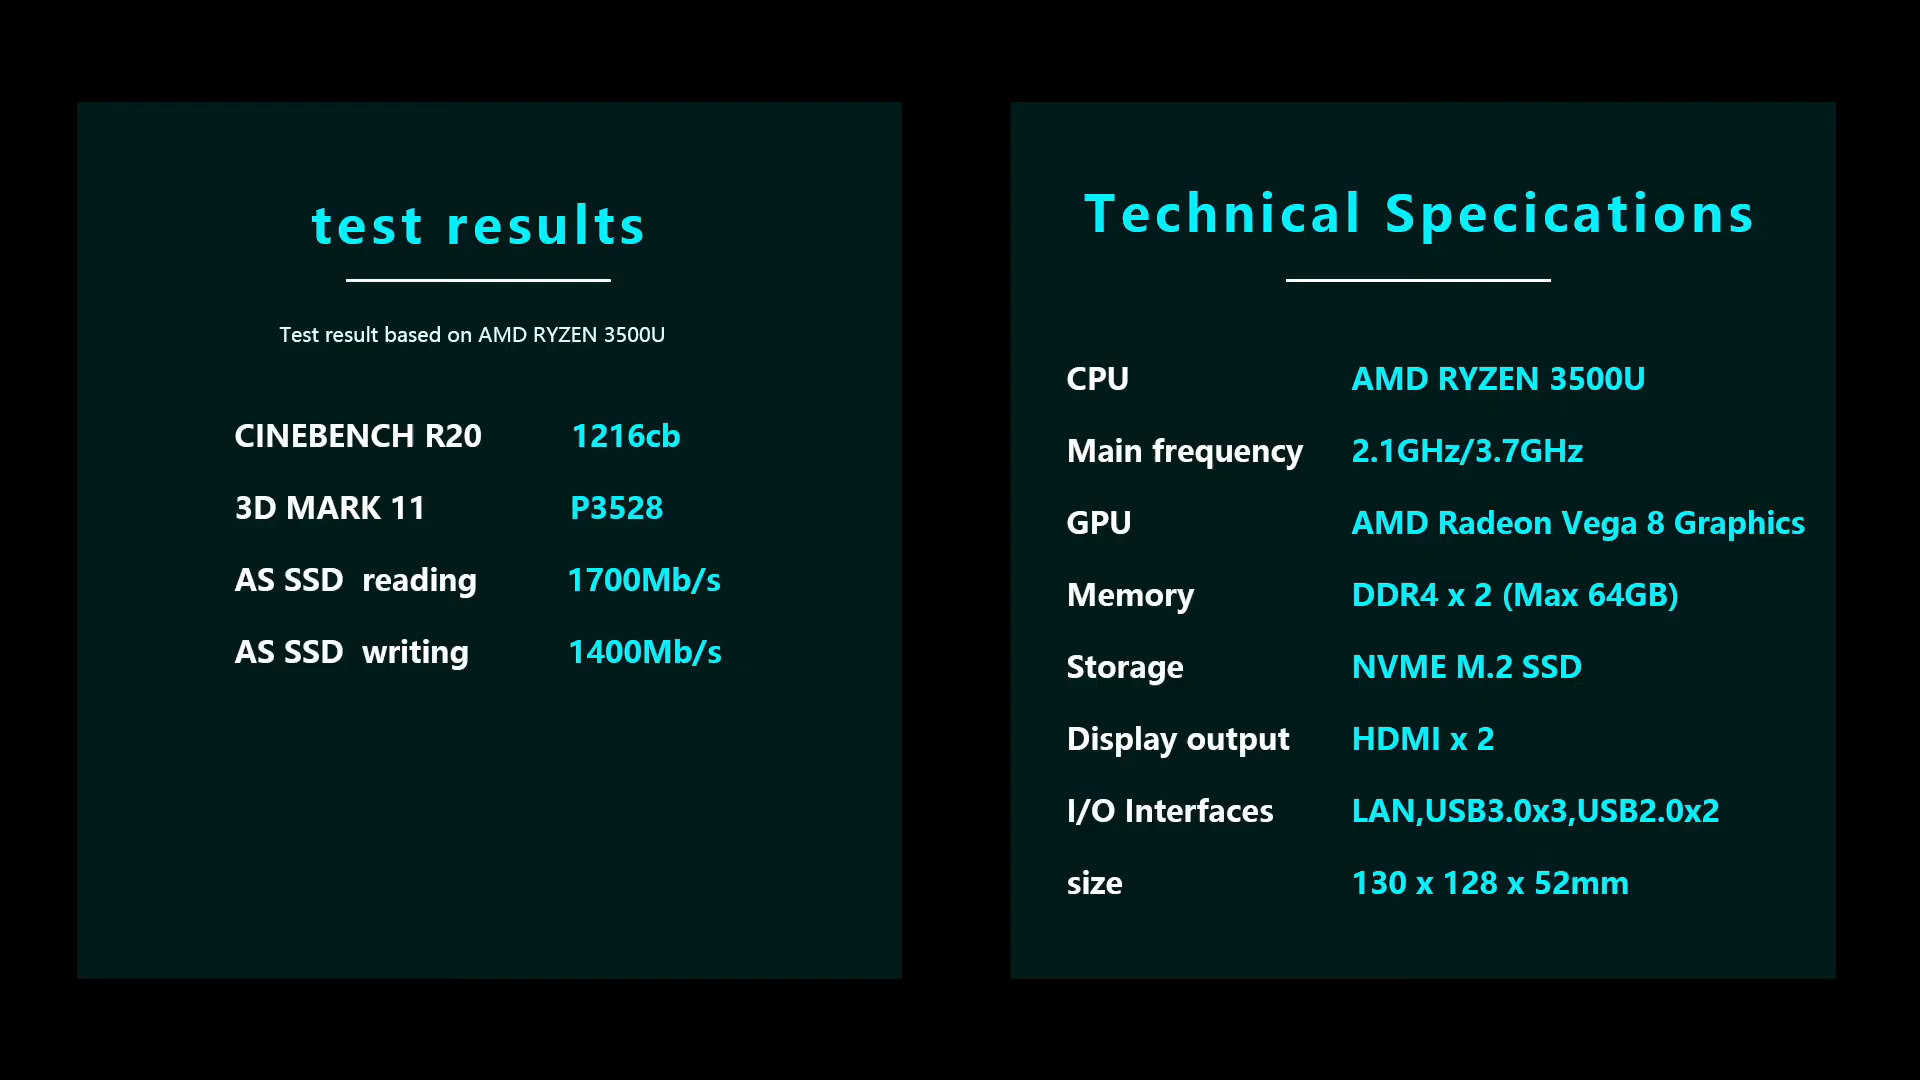 test results
Test result based on AMD RYZEN 3500U
CINEBENCH R20 1216cb
3D MARK 11 P3528
AS SSD reading 1700Mb/s
AS SSD writing 1400Mb/s
Technical Specications
CPU AMD RYZEN 3500U
Main frequency 2.1GHz/3.7GHz
GPU AMD Radeon Vega 8 Graphics
Memory DDR4 x 2 (Max 64GB)
Storage NVME M.2 SSD
Display output HDMI x 2
I/O Interfaces LAN,USB3.0x3,USB2.0x2
size 130 x 128 x 52mm